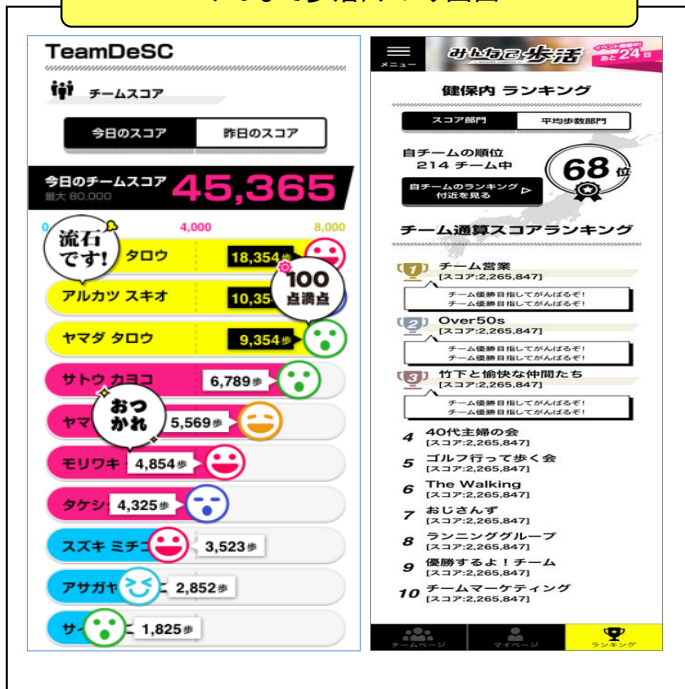 TeamDeSC
チームスコア
今日のスコア
昨日のスコア
今日のチームスコア
最大 80,000
45,365
0
4,000
8,000
流石
です!
タロウ
18,354歩
アルカツ スキオ
10,35
100
点満点
ヤマダ タロウ
9,354歩
サトウ カヨコ
6,789歩
ヤマ
おつ
かれ
5,569歩
モリワキ
4,854歩
タケシ
4,325歩
スズキ ミチコ
3,523歩
アサガヤ
2,852歩
サイ
1,825歩
メニュー
みんなで歩活
イベント開催中!
あと24日
健保内 ランキング
スコア部門
平均歩数部門
自チームの順位
214 チーム中
68位
自チームのランキング
付近を見る
チーム通算スコアランキング
1 チーム営業
[スコア:2,265,847]
チーム優勝目指してがんばるぞ!
チーム優勝目指してがんばるぞ!
2 Over50s
[スコア:2,265,847]
チーム優勝目指してがんばるぞ!
チーム優勝目指してがんばるぞ!
3 竹下と愉快な仲間たち
[スコア:2,265,847]
チーム優勝目指してがんばるぞ!
チーム優勝目指してがんばるぞ!
4 40代主婦の会
[スコア:2,265,847]
5 ゴルフ行って歩く会
[スコア:2,265,847]
6 The Walking
[スコア:2,265,847]
7 おじさんず
[スコア:2,265,847]
8 ランニンググループ
[スコア:2,265,847]
9 優勝するよ!チーム
[スコア:2,265,847]
10 チームマーケティング
[スコア:2,265,847]
チームページ
マイページ
ランキング